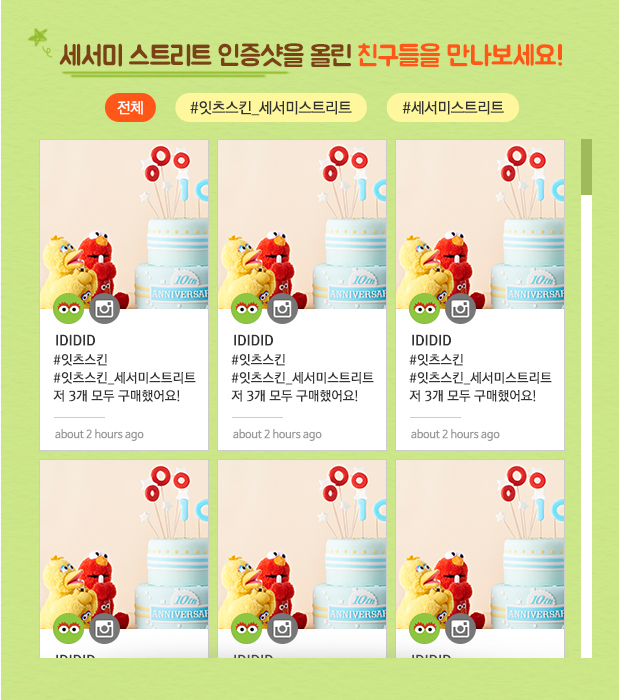 세서미 스트리트 인증샷을 올린 친구들을 만나보세요!
전체 #잇츠스킨_세서미스트리트 #세서미스트리트
10th
ANNIVERSAR
IDIDID
#잇츠스킨
#잇츠스킨_세서미스트리트
저 3개 모두 구매했어요!
about 2 hours ago
10th
ANNIVERSAR
IDIDID
#잇츠스킨
#잇츠스킨_세서미스트리트
저 3개 모두 구매했어요!
about 2 hours ago
10th
ANNIVERSAR
IDIDID
#잇츠스킨
#잇츠스킨_세서미스트리트
저 3개 모두 구매했어요!
about 2 hours ago
10th
ANNIVERSAR
IDIDID
10th
ANNIVERSAR
IDIDID
10th
ANNIVERSAR
IDIDID